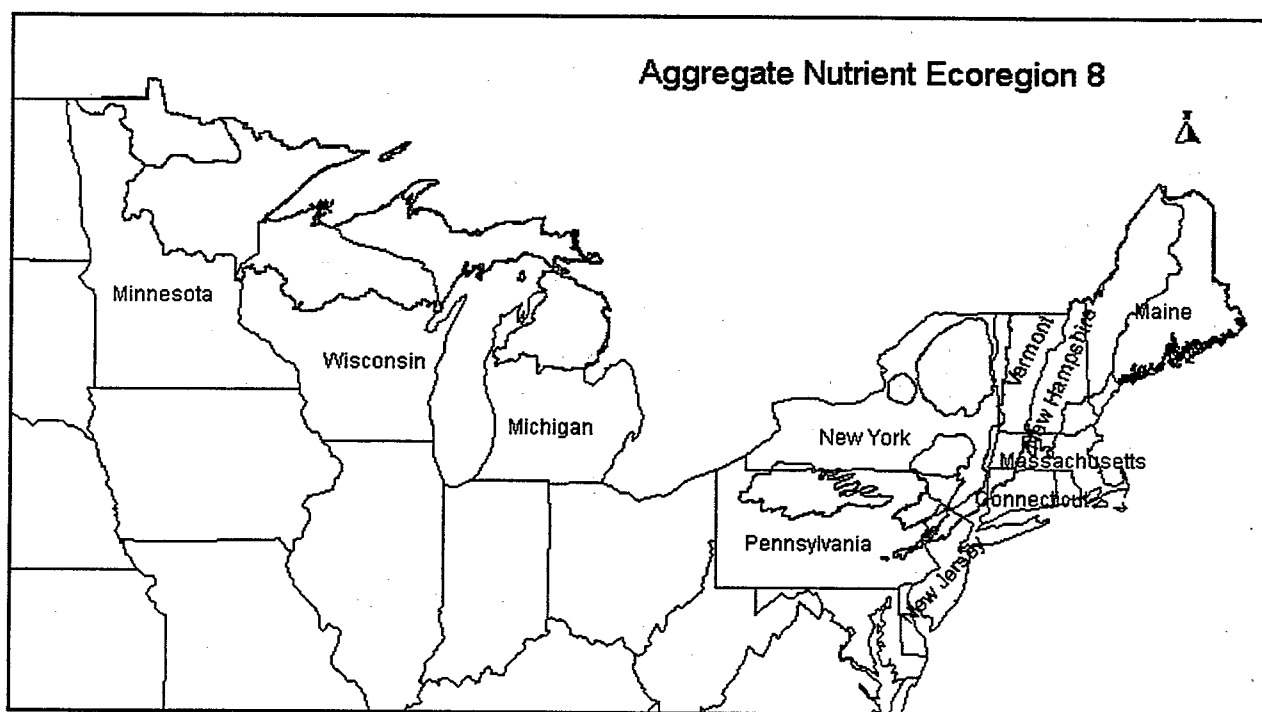 Aggregate Nutrient Ecoregion 8
Minnesota
Wisconsin
Michigan
New York
Vermont
New Hampshire
Maine
Massachusetts
Connecticut
Pennsylvania
New Jersey